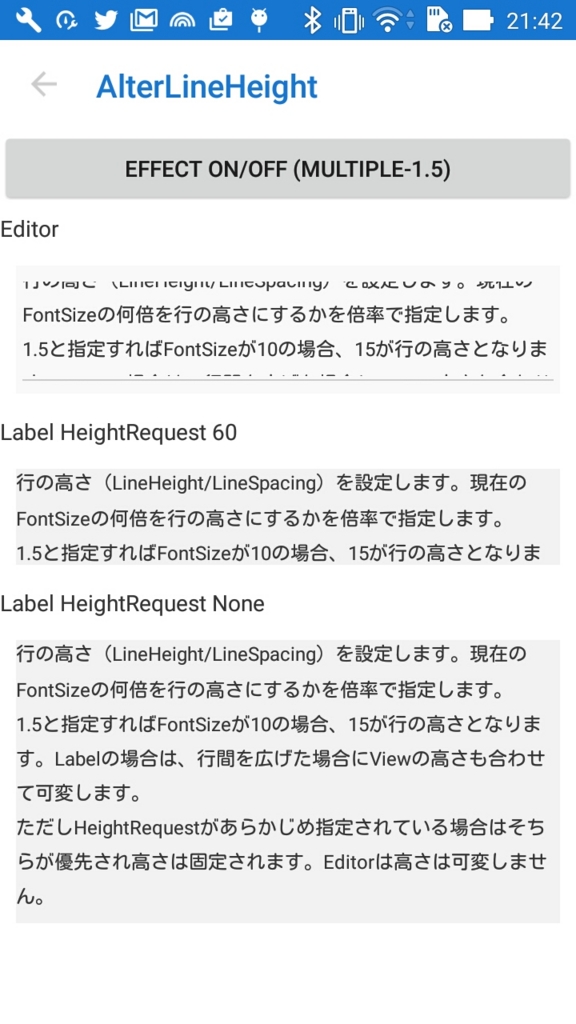 21:42
AlterLineHeight
EFFECT ON/OFF (MULTIPLE-1.5)
Editor
行の高さ（LineHeight/LineSpacing）を設定します。現在の
FontSizeの何倍を行の高さにするかを倍率で指定します。
1.5と指定すればFontSizeが10の場合、15が行の高さとなりま
Label HeightRequest 60
行の高さ（LineHeight/LineSpacing）を設定します。現在の
FontSizeの何倍を行の高さにするかを倍率で指定します。
1.5と指定すればFontSizeが10の場合、15が行の高さとなりま
Label HeightRequest None
行の高さ（LineHeight/LineSpacing）を設定します。現在の
FontSizeの何倍を行の高さにするかを倍率で指定します。
1.5と指定すればFontSizeが10の場合、15が行の高さとなりま
す。Labelの場合は、行間を広げた場合にViewの高さも合わせ
て可変します。
ただしHeightRequestがあらかじめ指定されている場合はそち
らが優先され高さは固定されます。Editorは高さは可変しませ
ん。